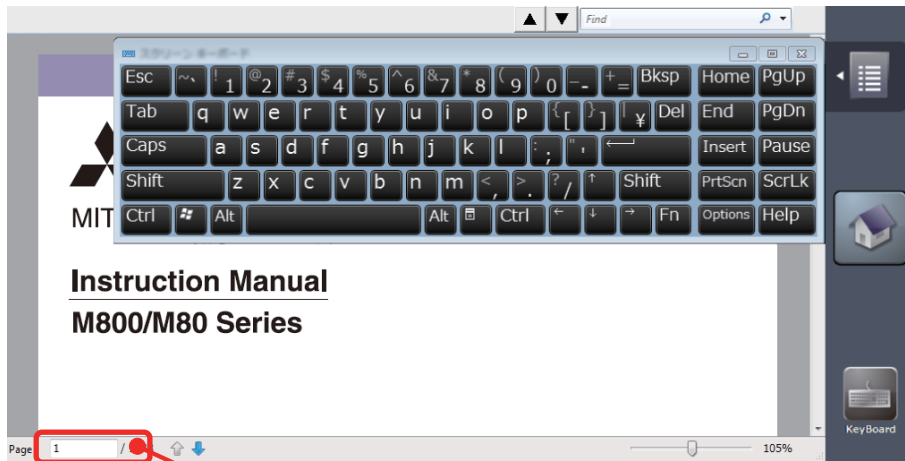 Find
スクリーン キーボード
Esc ~` !1 @2 #3 $4 %5 ^6 &7 *8 (9 )0 _- += Bksp Home PgUp
Tab q w e r t y u i o p {[ }] |¥ Del End PgDn
Caps a s d f g h j k l :; "' Insert Pause
Shift z x c v b n m <, >. ?/ ↑ Shift PrtScn ScrLk
Ctrl Alt Alt Ctrl ← ↓ → Fn Options Help
MIT
Instruction Manual
M800/M80 Series
Page 1 / 105%
KeyBoard